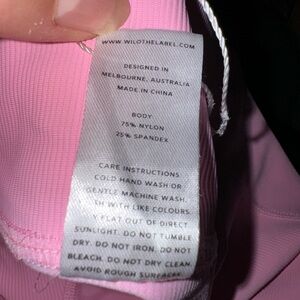 WWW.WILOTHELABEL.COM
DESIGNED IN
MELBOURNE, AUSTRALIA
MADE IN CHINA
BODY
75% NYLON
25% SPANDEX
CARE INSTRUCTIONS:
COLD HAND WASH OR
GENTLE MACHINE WASH.
SH WITH LIKE COLOURS
Y FLAT OUT OF DIRECT
SUNLIGHT. DO NOT TUMBLE
DRY. DO NOT IRON. DO NOT
BLEACH. DO NOT DRY CLEAN
AVOID ROUGH SURFACES